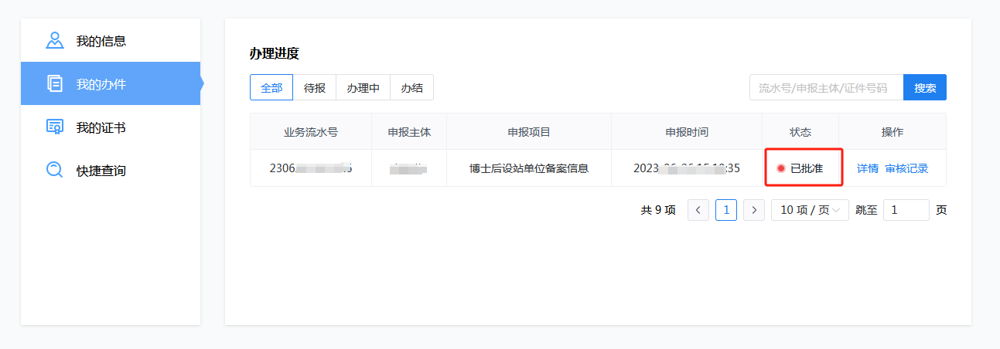 我的信息
我的办件
我的证书
快捷查询
办理进度
全部 待报 办理中 办结
流水号/申报主体/证件号码 搜索
业务流水号 申报主体 申报项目 申报时间 状态 操作
2306 博士后设站单位备案信息 2023 :35 已批准 详情 审核记录
共 9 项 1 10 项 / 页 跳至 1 页